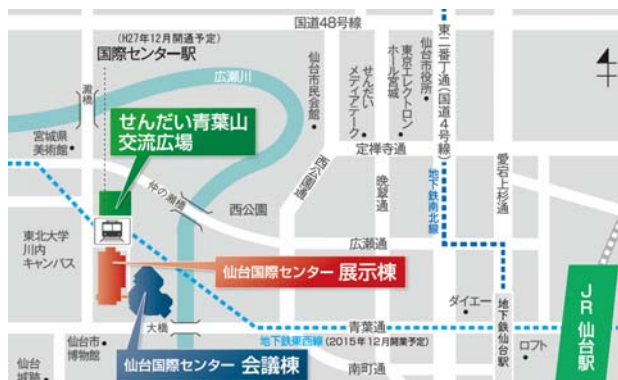 国道48号線
(H27年12月開通予定)
国際センター駅
広瀬川
澱橋
せんだい青葉山
交流広場
宮城県
美術館
仙台市民会館
せんだい
メディアテーク
東京エレクトロン
ホール宮城
仙台市役所
東二番丁通(国道4号線)
定禅寺通
西公園通
晩翠通
愛宕上杉通
地下鉄南北線
仲の瀬橋
西公園
東北大学
川内
キャンパス
広瀬通
仙台国際センター 展示棟
ダイエー
地下鉄仙台駅
JR 仙台駅
大橋
青葉通
地下鉄東西線(2015年12月開業予定)
ロフト
仙台市
博物館
仙台国際センター 会議棟
南町通
仙台
城跡